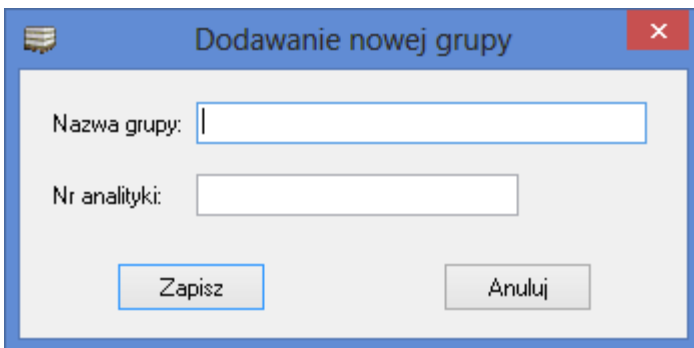 Dodawanie nowej grupy
Nazwa grupy:
Nr analityki:
Zapisz Anuluj